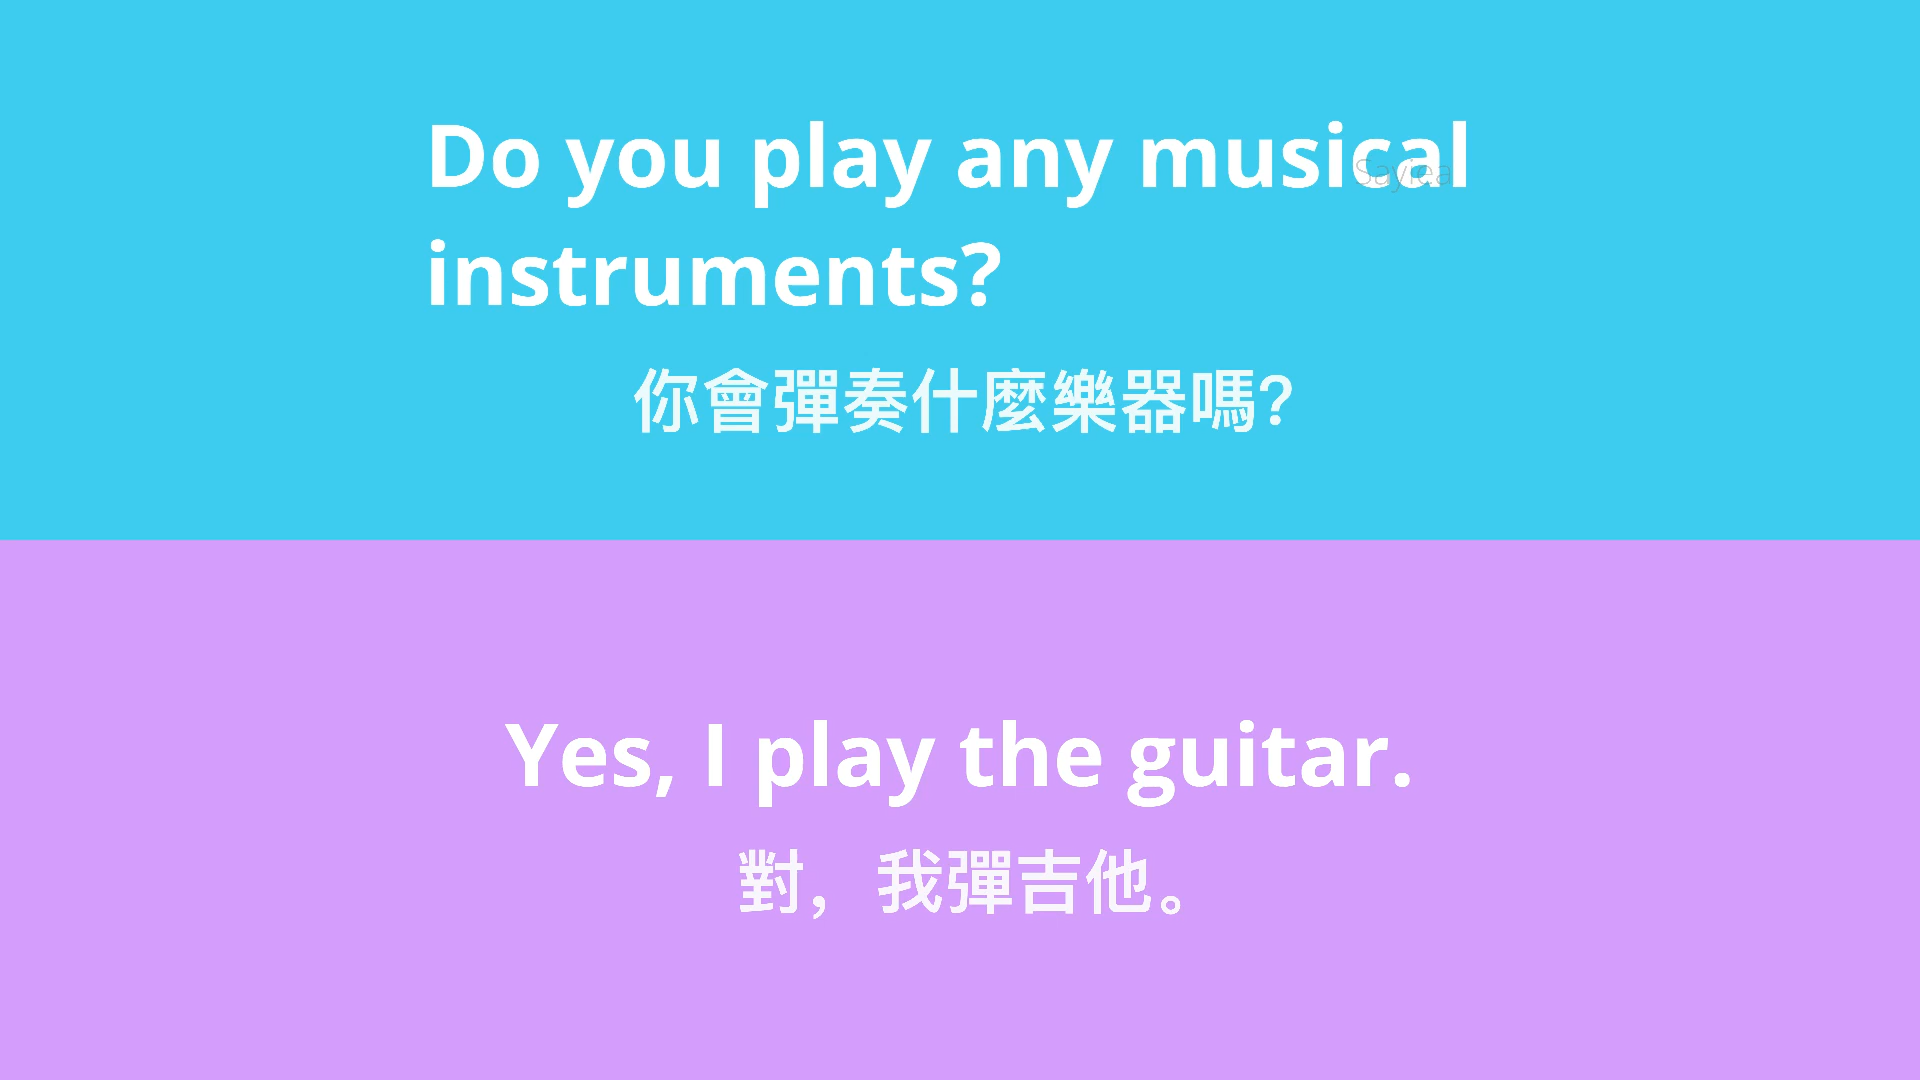 Do you play any musical
instruments?
你會彈奏什麼樂器嗎?
Yes, I play the guitar.
對，我彈吉他。